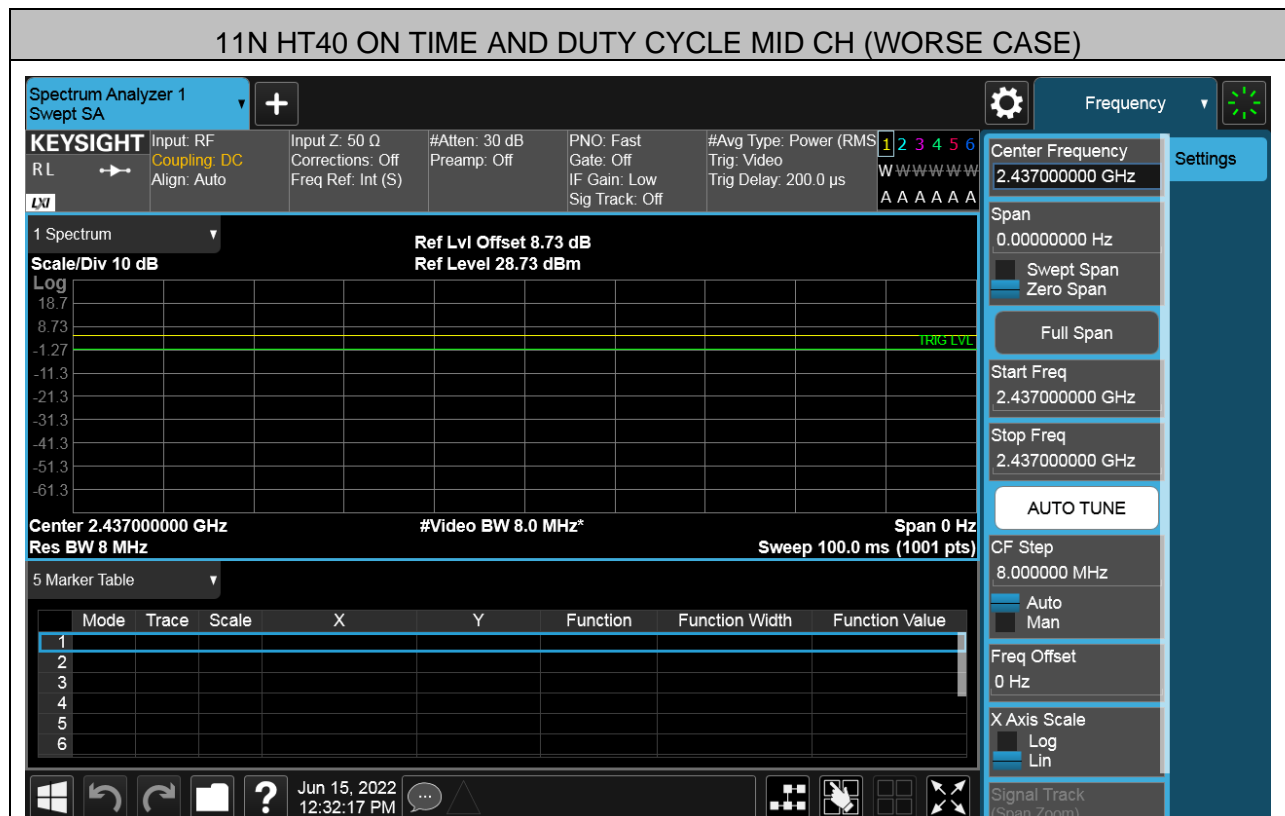 11N HT40 ON TIME AND DUTY CYCLE MID CH (WORSE CASE)
Spectrum Analyzer 1
Swept SA
Frequency
KEYSIGHT
RL
LXI
Input: RF
Coupling: DC
Align: Auto
Input Z: 50 Ω
Corrections: Off
Freq Ref: Int (S)
#Atten: 30 dB
Preamp: Off
PNO: Fast
Gate: Off
IF Gain: Low
Sig Track: Off
#Avg Type: Power (RMS
Trig: Video
Trig Delay: 200.0 µs
1 2 3 4 5 6
W W W W W W
A A A A A A
1 Spectrum
Scale/Div 10 dB
Ref Lvl Offset 8.73 dB
Ref Level 28.73 dBm
Log
18.7
8.73
-1.27
-11.3
-21.3
-31.3
-41.3
-51.3
-61.3
TRIG LVL
Center 2.437000000 GHz
#Video BW 8.0 MHz*
Span 0 Hz
Res BW 8 MHz
Sweep 100.0 ms (1001 pts)
5 Marker Table
Mode Trace Scale X Y Function Function Width Function Value
1
2
3
4
5
6
Jun 15, 2022
12:32:17 PM
Center Frequency
2.437000000 GHz
Settings
Span
0.00000000 Hz
Swept Span
Zero Span
Full Span
Start Freq
2.437000000 GHz
Stop Freq
2.437000000 GHz
AUTO TUNE
CF Step
8.000000 MHz
Auto
Man
Freq Offset
0 Hz
X Axis Scale
Log
Lin
Signal Track
(Span Zoom)